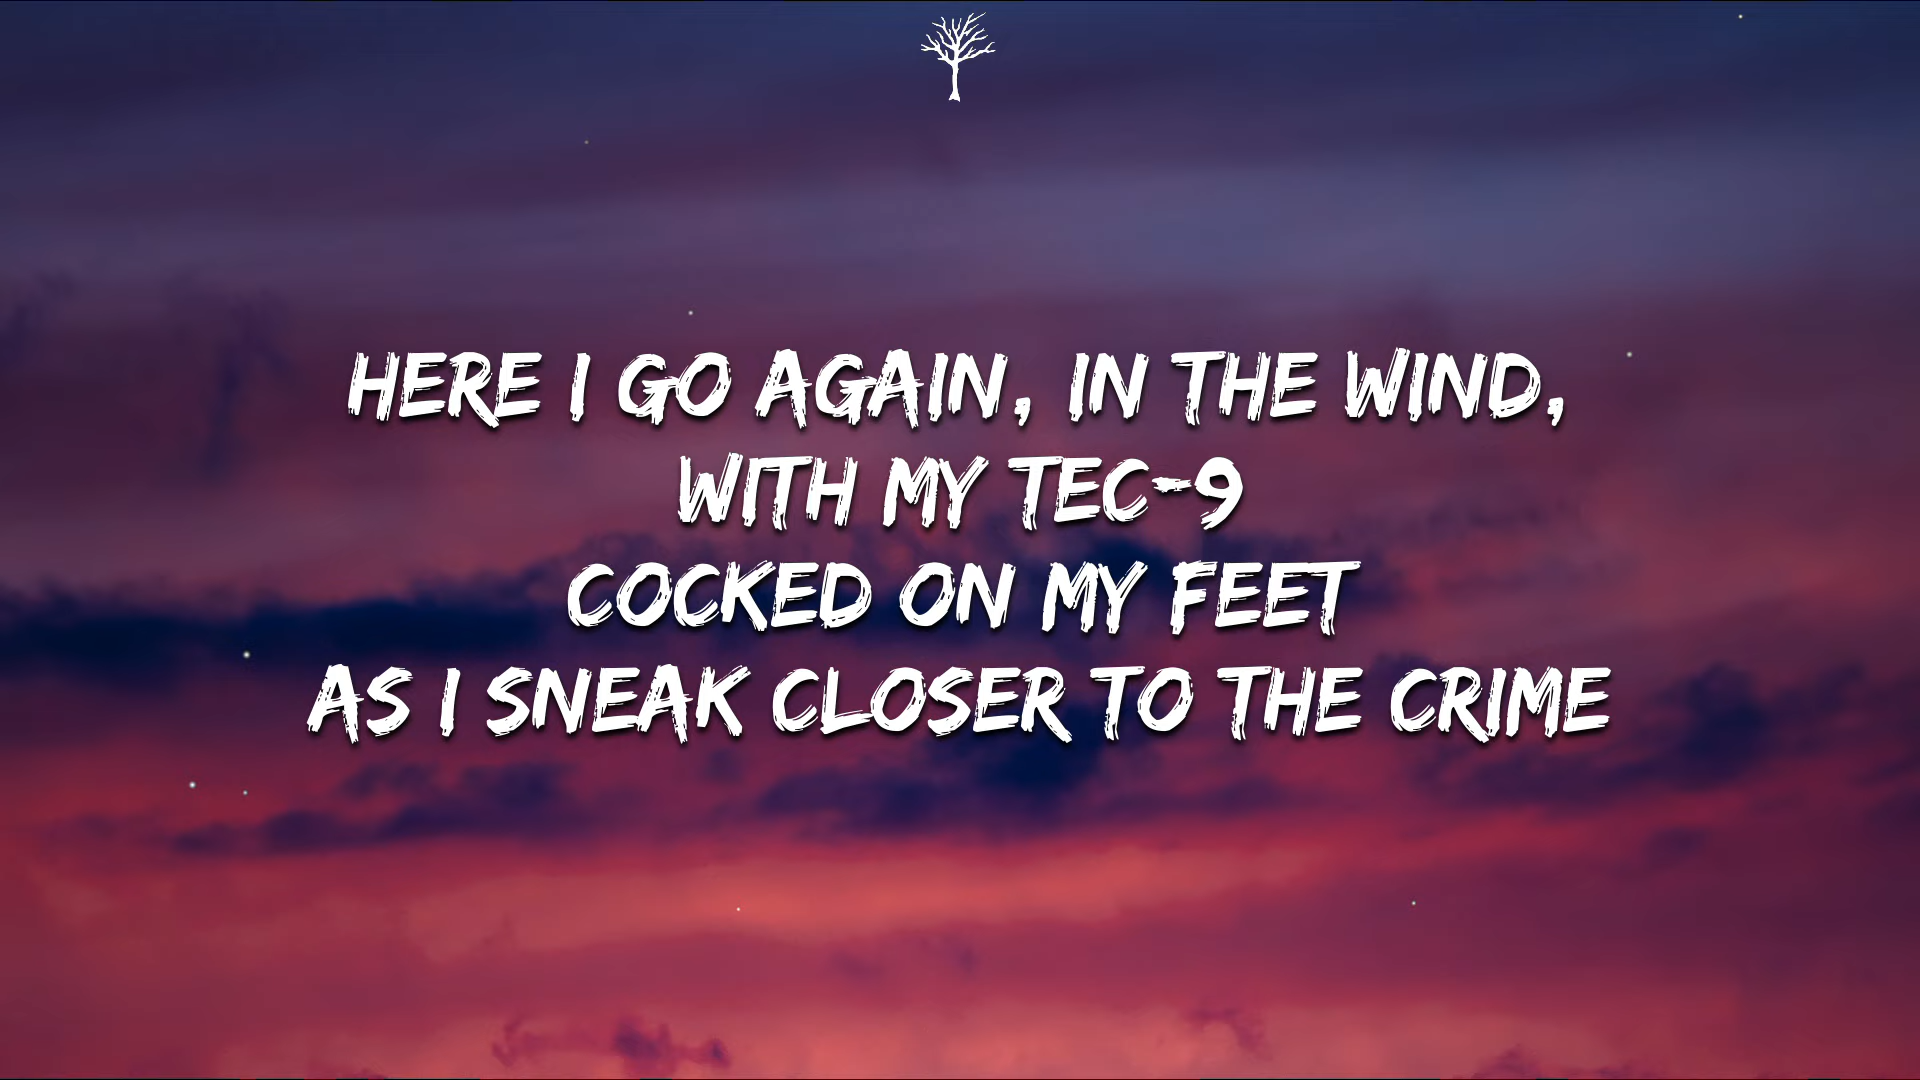 HERE I GO AGAIN, IN THE WIND,
WITH MY TEC-9
COCKED ON MY FEET
AS I SNEAK CLOSER TO THE CRIME